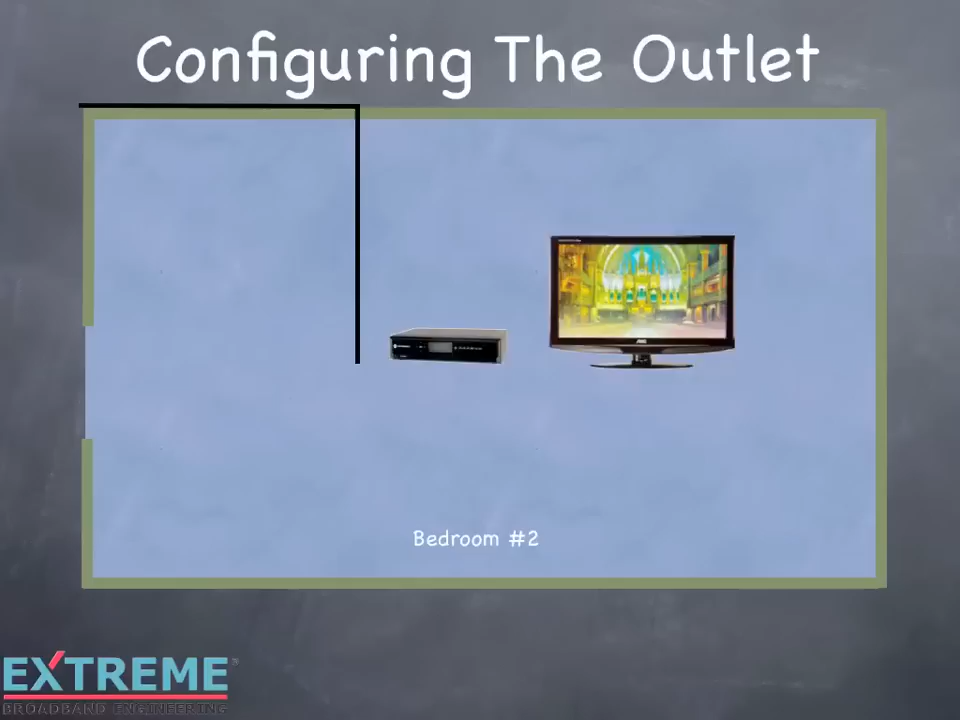 Configuring The Outlet
Bedroom #2
EXTREME
BROADBAND ENGINEERING